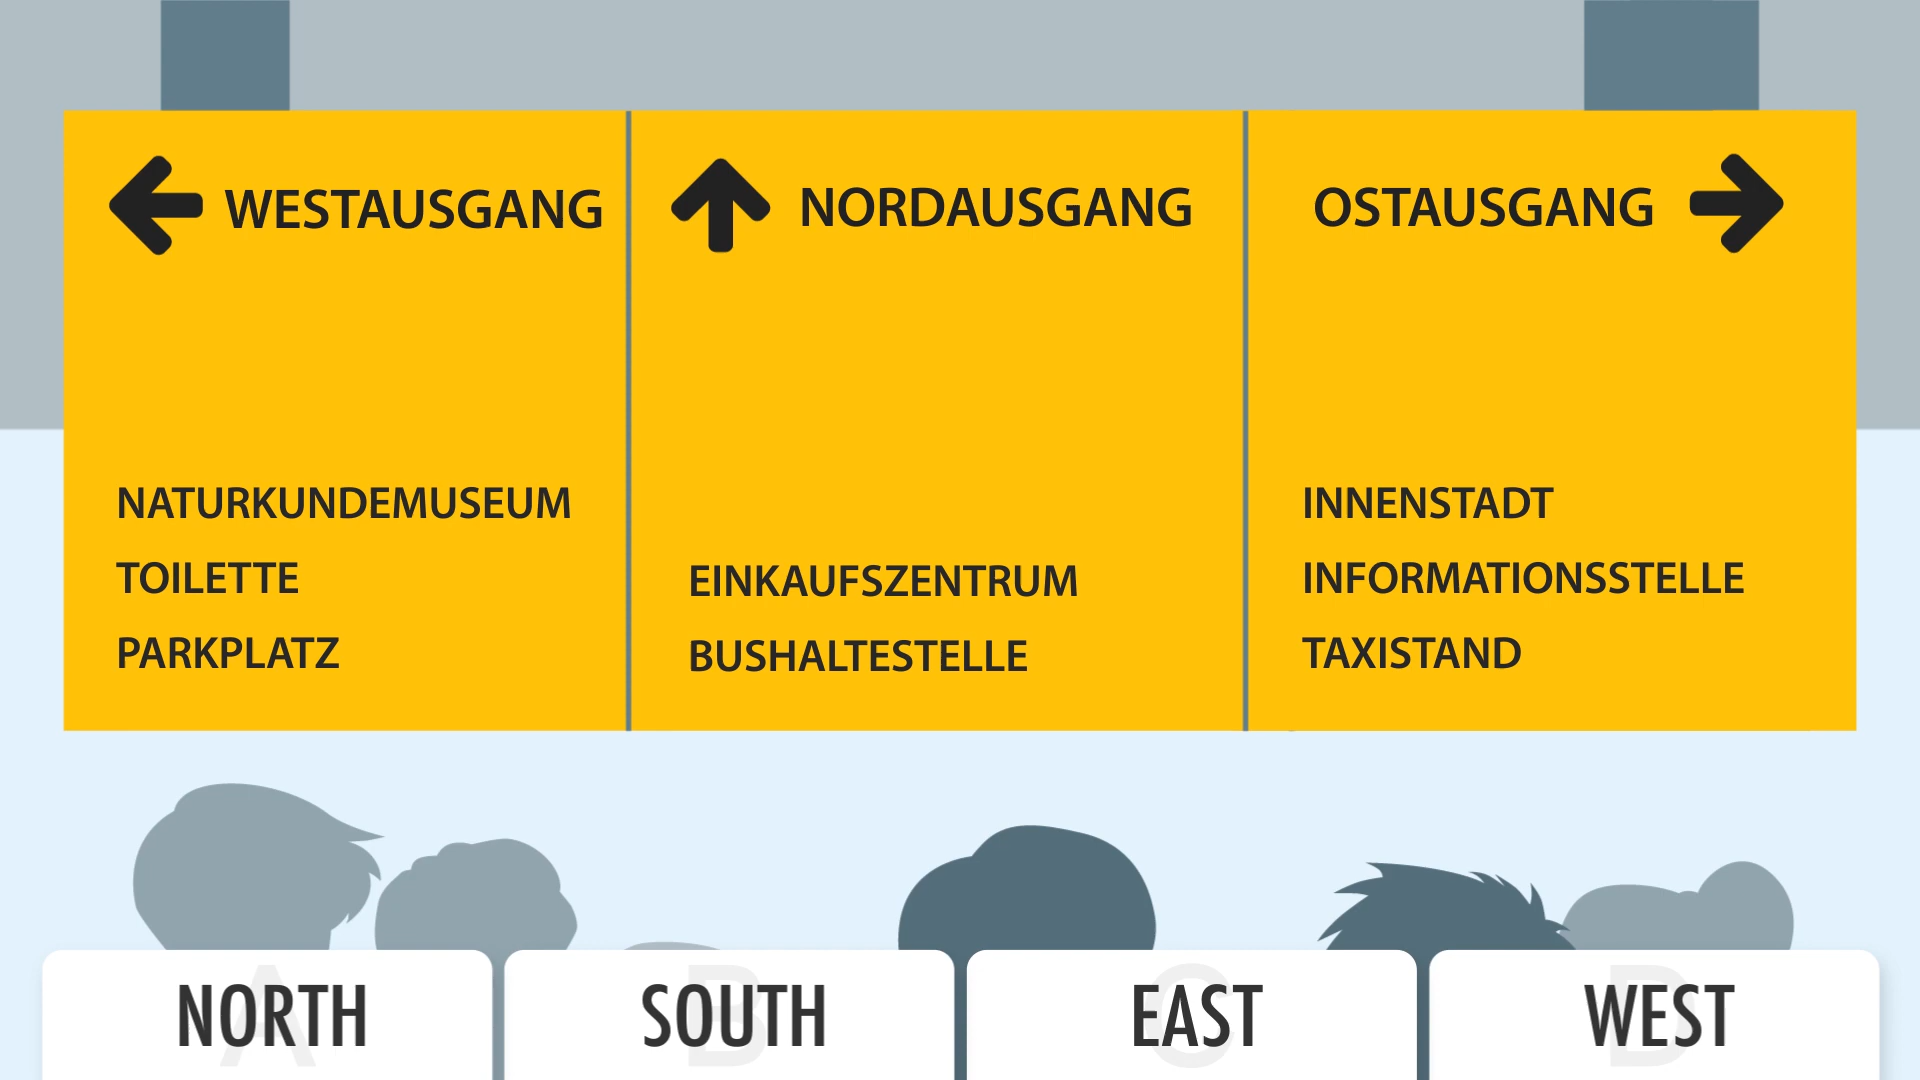 WESTAUSGANG
NATURKUNDEMUSEUM
TOILETTE
PARKPLATZ
NORDAUSGANG
EINKAUFSZENTRUM
BUSHALTESTELLE
OSTAUSGANG
INNENSTADT
INFORMATIONSSTELLE
TAXISTAND
A NORTH
B SOUTH
C EAST
D WEST